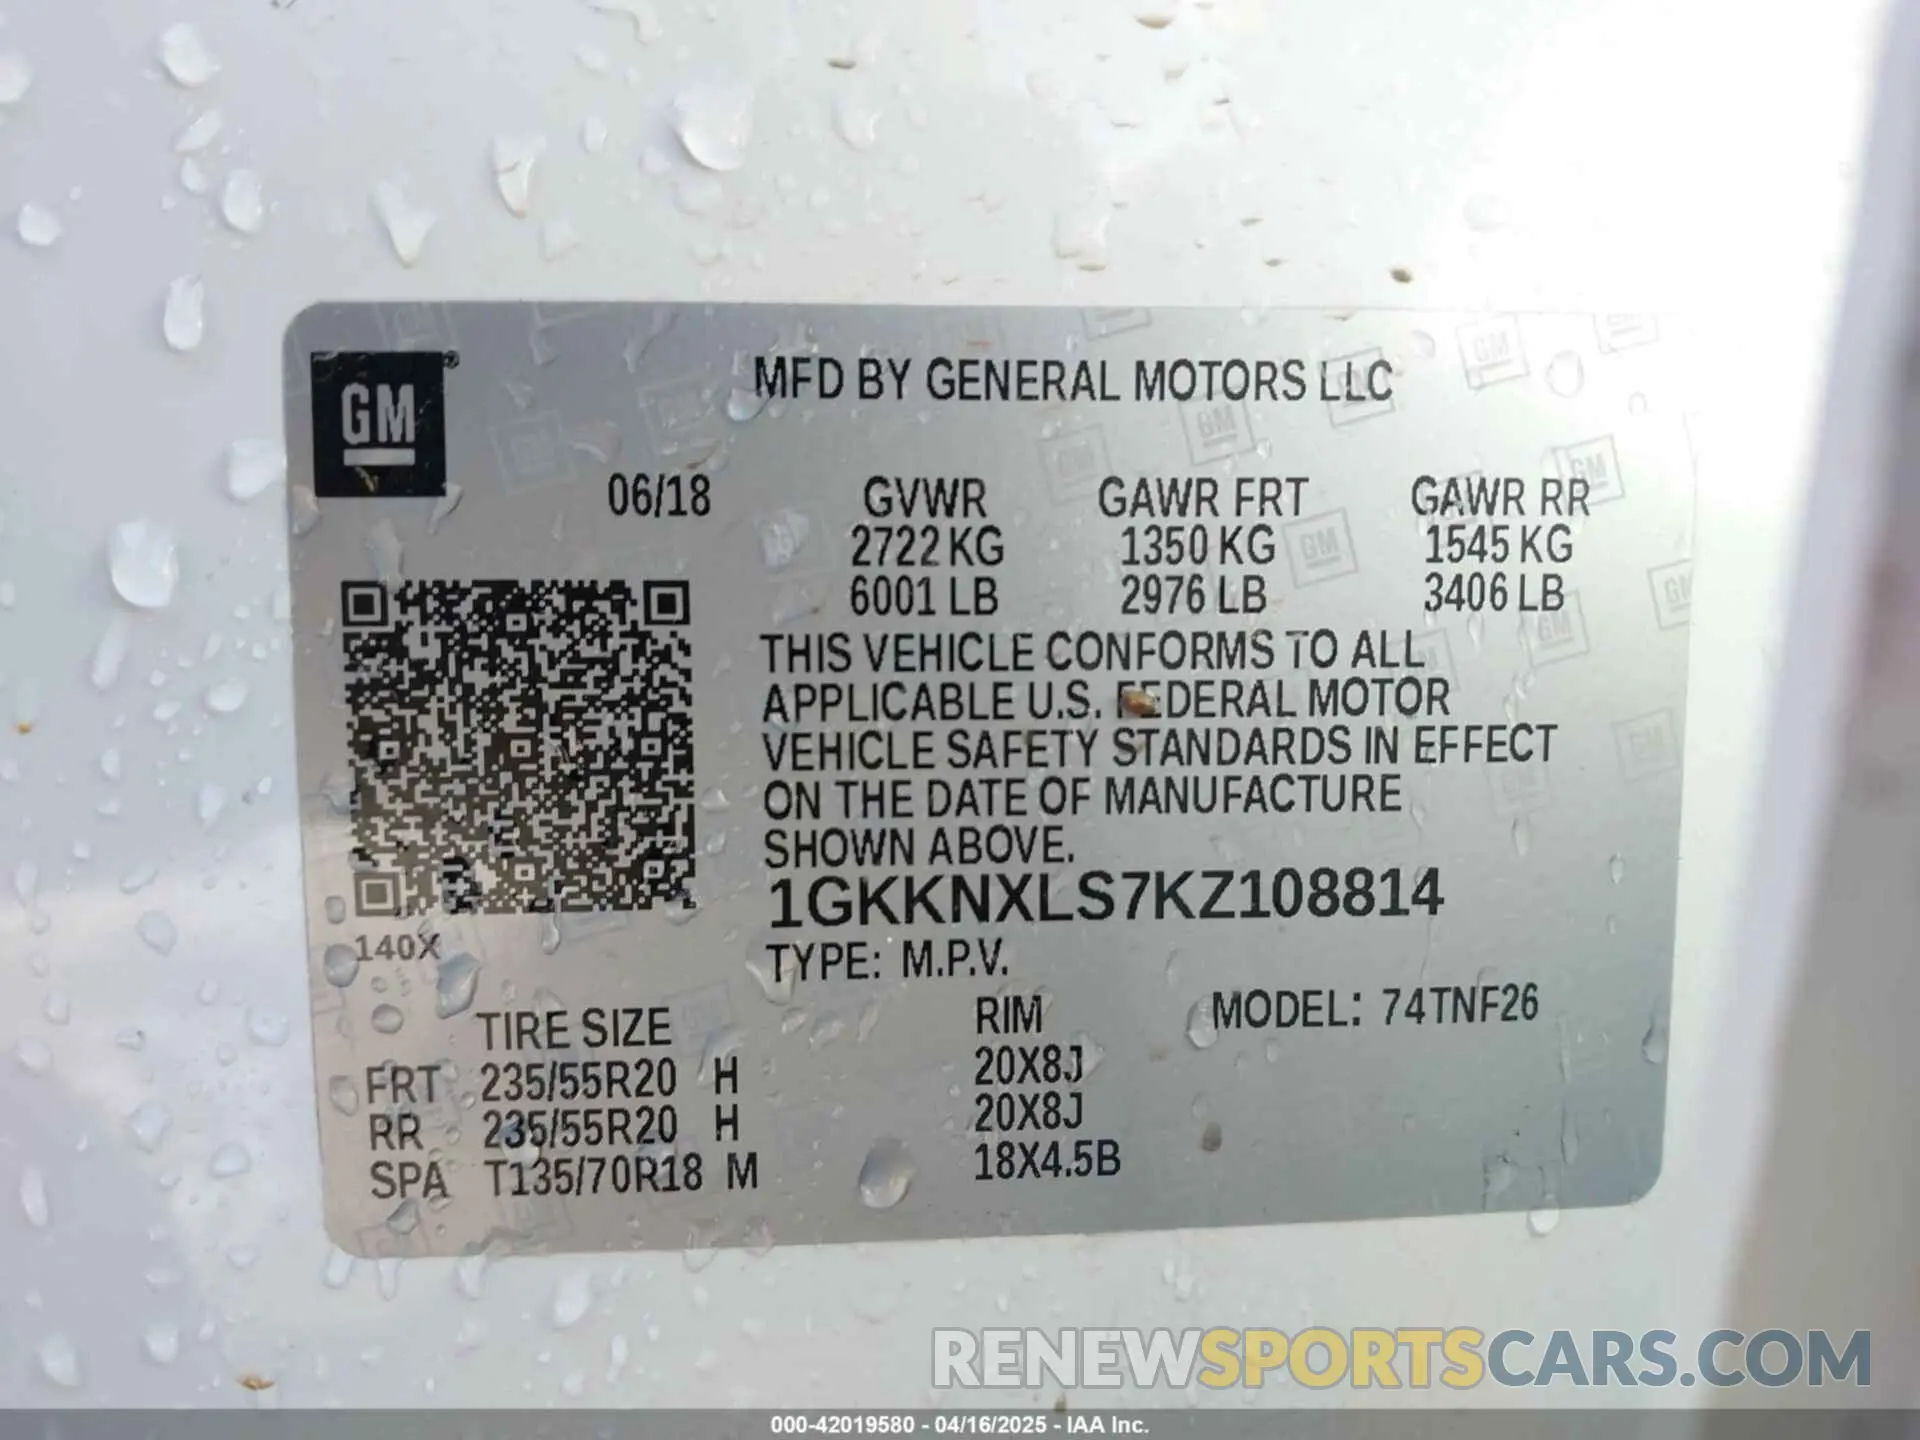 MFD BY GENERAL MOTORS LLC
GM®
06/18 GVWR GAWR FRT GAWR RR
2722 KG 1350 KG 1545 KG
6001 LB 2976 LB 3406 LB
THIS VEHICLE CONFORMS TO ALL
APPLICABLE U.S. FEDERAL MOTOR
VEHICLE SAFETY STANDARDS IN EFFECT
ON THE DATE OF MANUFACTURE
SHOWN ABOVE.
1GKKNXLS7KZ108814
140X
TYPE: M.P.V.
TIRE SIZE RIM MODEL: 74TNF26
FRT 235/55R20 H 20X8J
RR 235/55R20 H 20X8J
SPA T135/70R18 M 18X4.5B
RENEWSPORTSCARS.COM
000-42019580 - 04/16/2025 - IAA Inc.